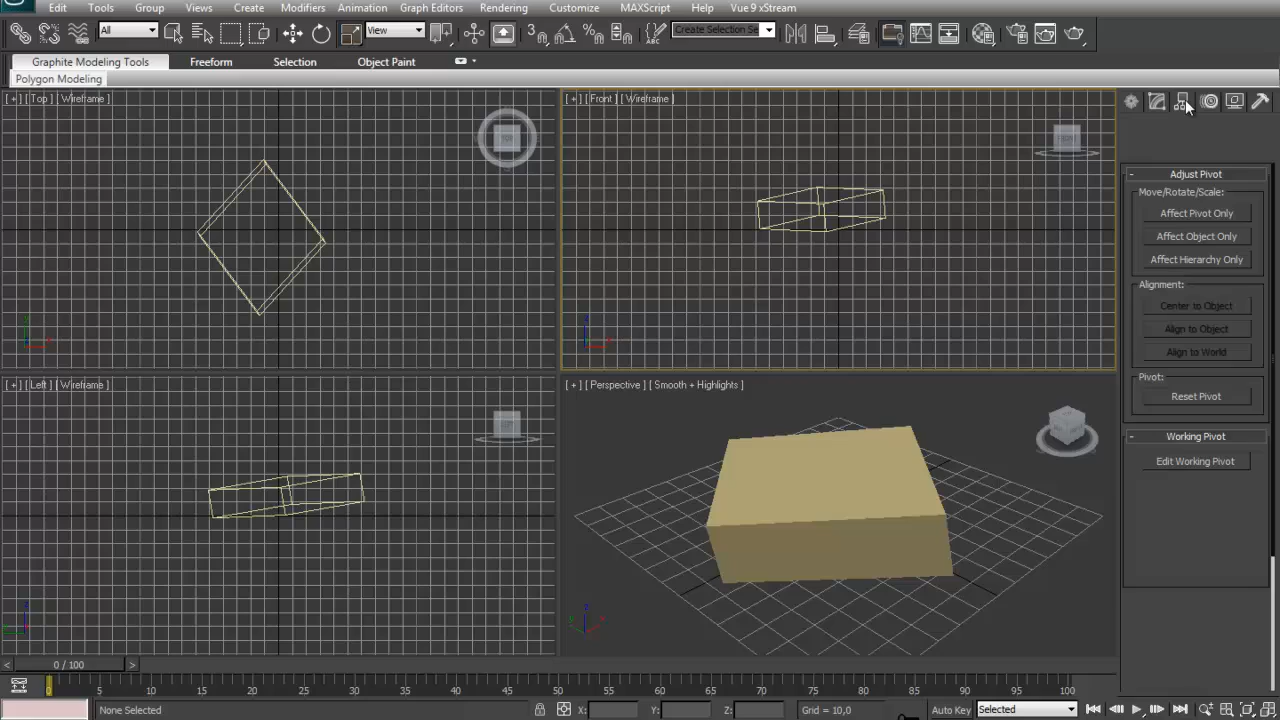 Edit Tools Group Views Create Modifiers Animation Graph Editors Rendering Customize MAXScript Help Vue 9 xStream
All View 3 Create Selection Se
Graphite Modeling Tools Freeform Selection Object Paint
Polygon Modeling
[ + ] [ Top ] [ Wireframe ]
[ + ] [ Front ] [ Wireframe ]
TOP
FRONT
- Adjust Pivot
Move/Rotate/Scale:
Affect Pivot Only
Affect Object Only
Affect Hierarchy Only
Alignment:
Center to Object
Align to Object
Align to World
Pivot:
Reset Pivot
- Working Pivot
Edit Working Pivot
[ + ] [ Left ] [ Wireframe ]
[ + ] [ Perspective ] [ Smooth + Highlights ]
< 0 / 100 >
0 5 10 15 20 25 30 35 40 45 50 55 60 65 70 75 80 85 90 95 100
None Selected X: Y: Z: Grid = 10,0 Auto Key Selected